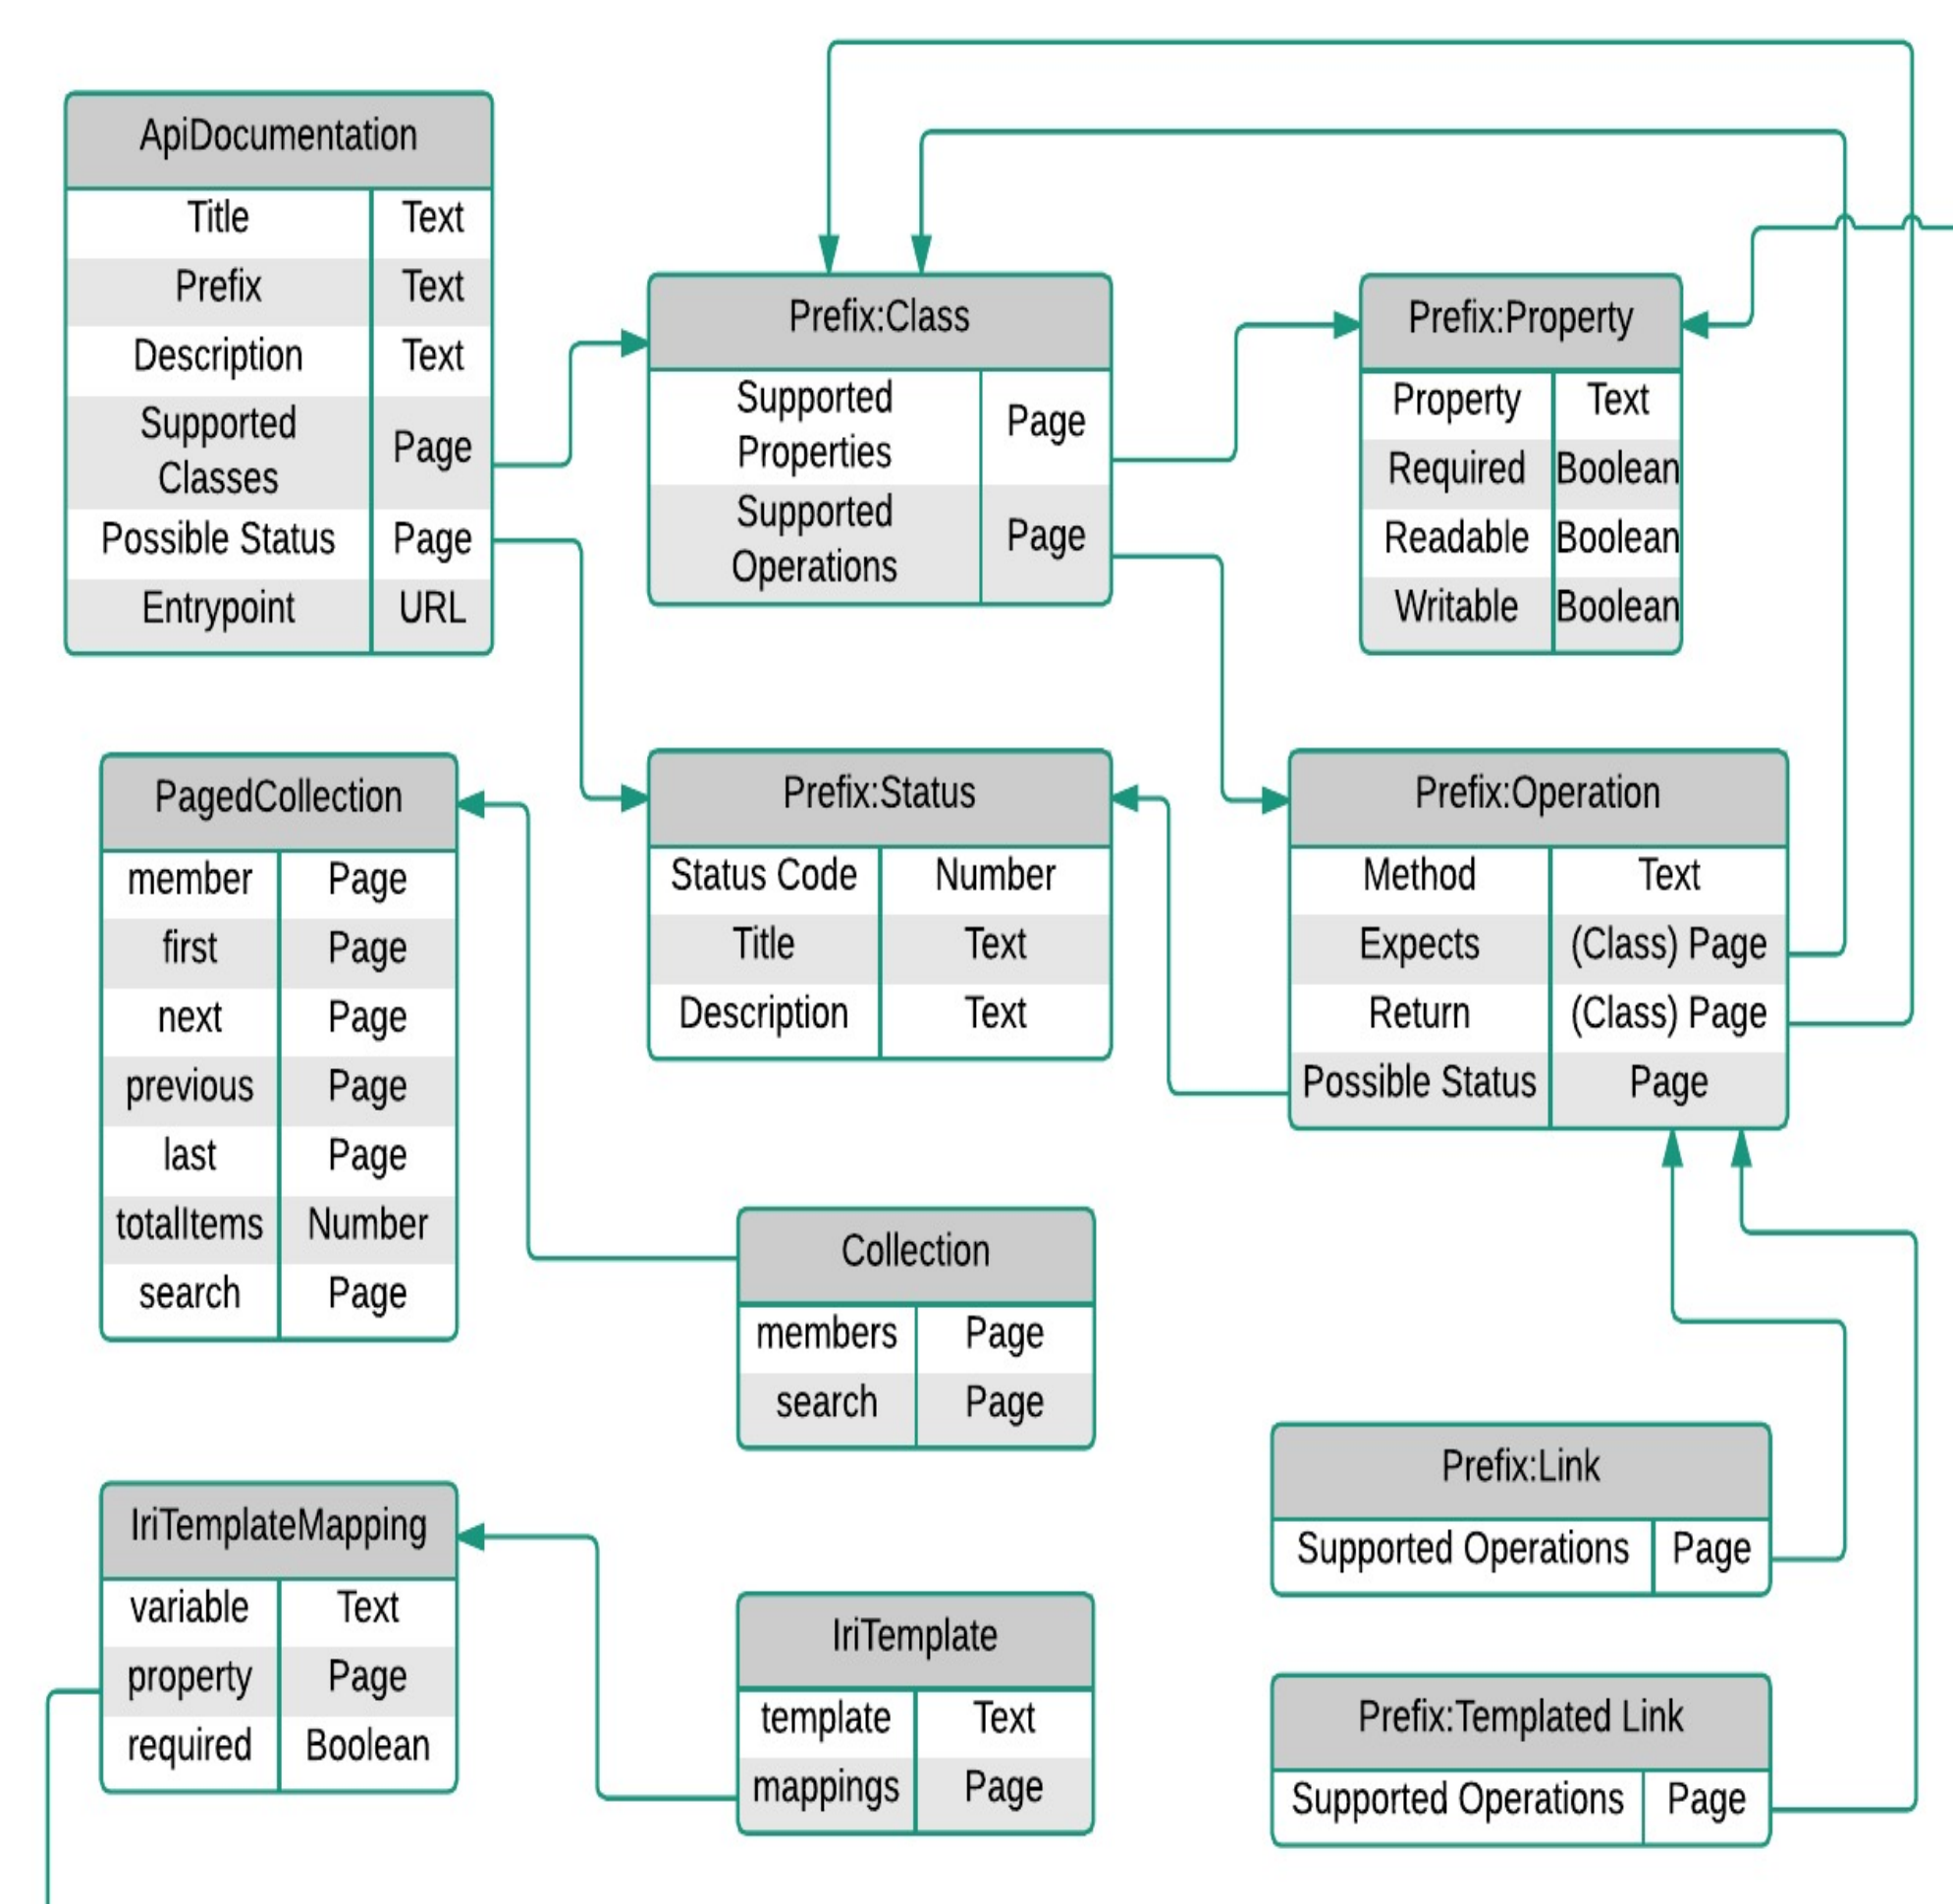 ApiDocumentation
Title Text
Prefix Text
Description Text
Supported
Classes Page
Possible Status Page
Entrypoint URL
Prefix:Class
Supported
Properties Page
Supported
Operations Page
Prefix:Property
Property Text
Required Boolean
Readable Boolean
Writable Boolean
PagedCollection
member Page
first Page
next Page
previous Page
last Page
totalItems Number
search Page
Prefix:Status
Status Code Number
Title Text
Description Text
Prefix:Operation
Method Text
Expects (Class) Page
Return (Class) Page
Possible Status Page
Collection
members Page
search Page
IriTemplateMapping
variable Text
property Page
required Boolean
IriTemplate
template Text
mappings Page
Prefix:Link
Supported Operations Page
Prefix:Templated Link
Supported Operations Page